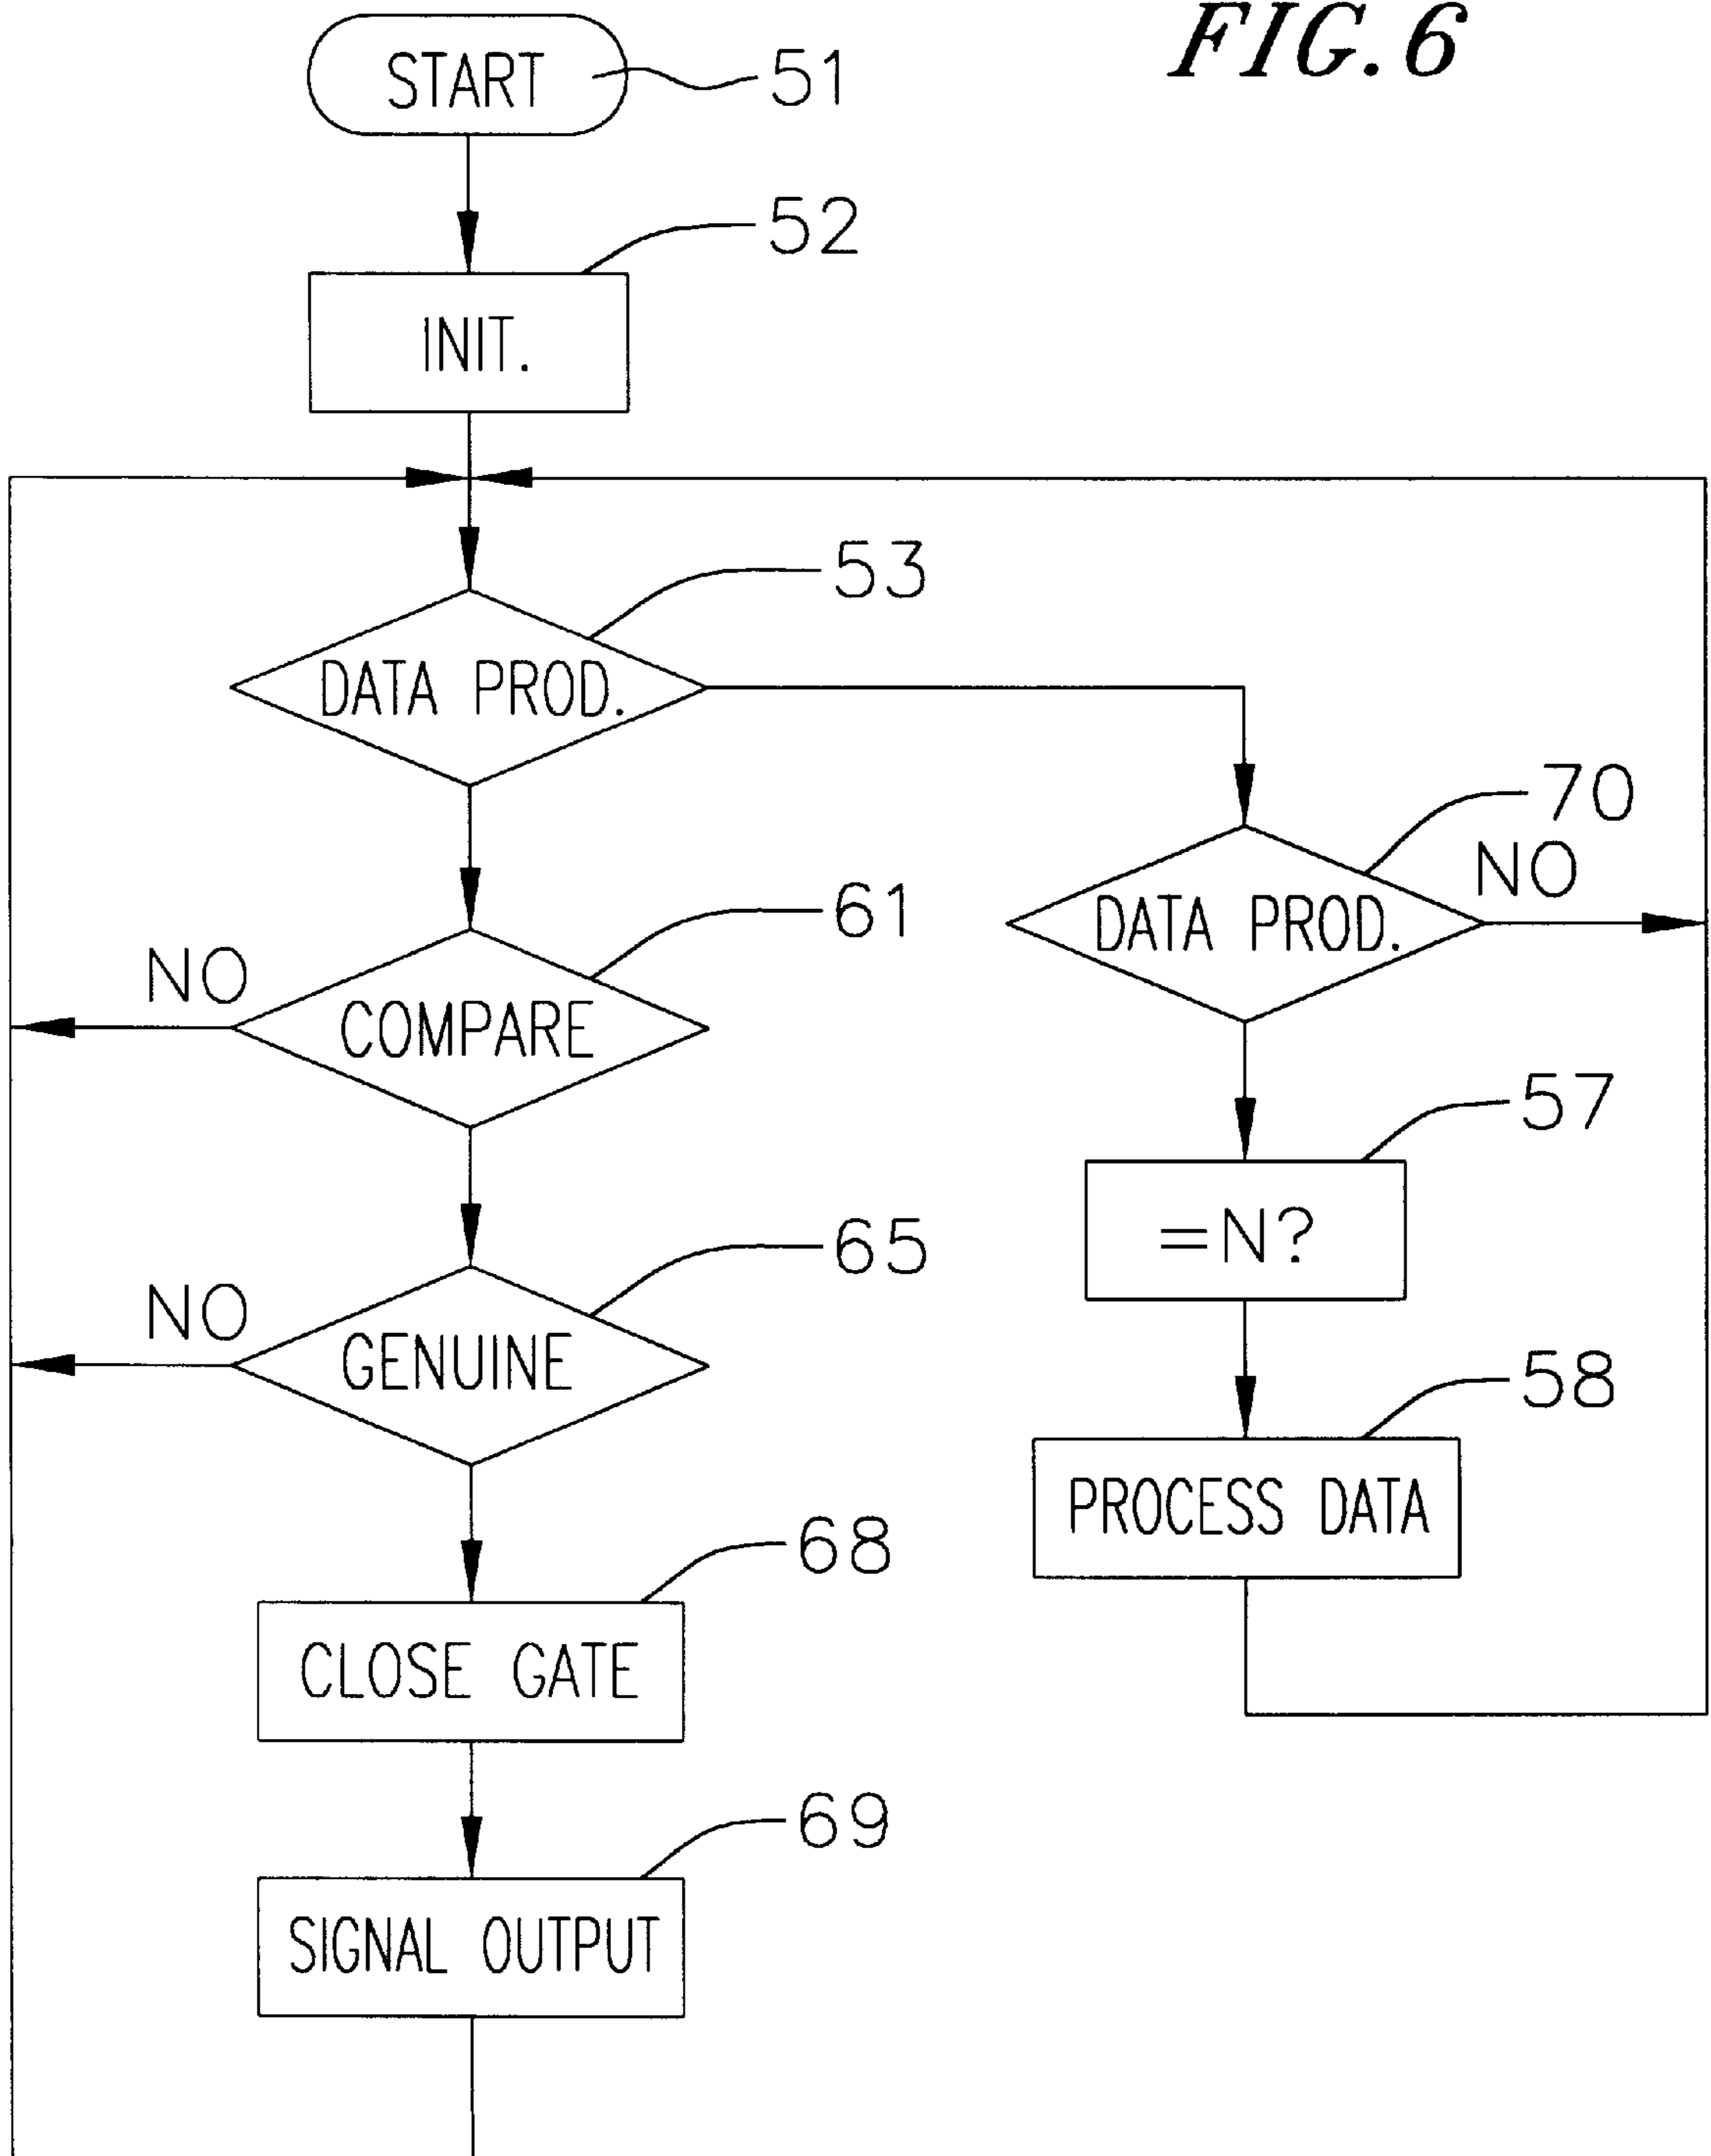 FIG. 6
START
51
52
INIT.
53
DATA PROD.
70
NO
DATA PROD.
61
NO
COMPARE
57
=N?
65
NO
GENUINE
58
PROCESS DATA
68
CLOSE GATE
69
SIGNAL OUTPUT